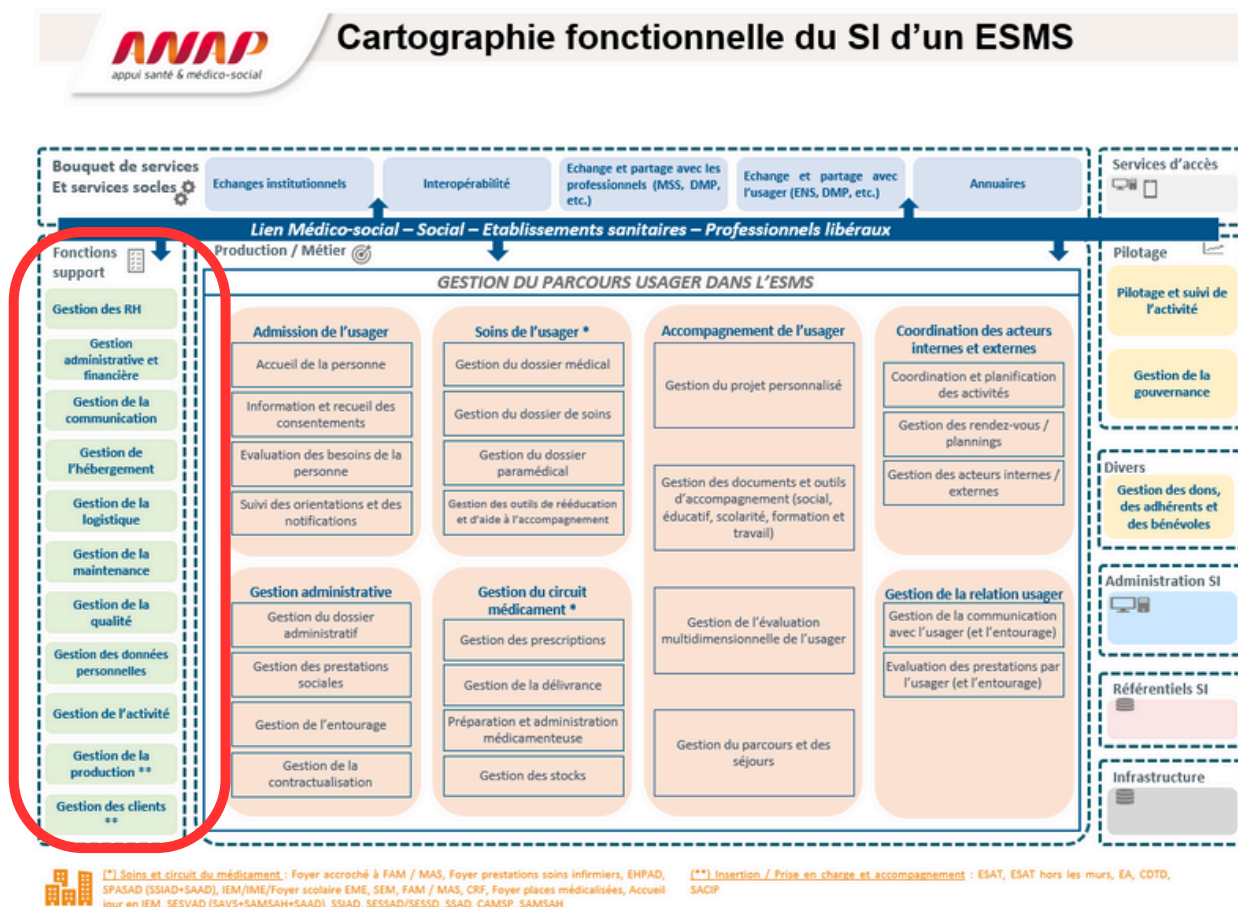 ANAP
appui santé & médico-social
Cartographie fonctionnelle du SI d'un ESMS
Bouquet de services
Et services socles
Echanges institutionnels
Interopérabilité
Echange et partage avec les
professionnels (MSS, DMP,
etc.)
Echange et partage avec
l'usager (ENS, DMP, etc.)
Annuaires
Services d'accès
Lien Médico-social – Social – Etablissements sanitaires – Professionnels libéraux
Fonctions
support
Gestion des RH
Gestion
administrative et
financière
Gestion de la
communication
Gestion de
l'hébergement
Gestion de la
logistique
Gestion de la
maintenance
Gestion de la
qualité
Gestion des données
personnelles
Gestion de l'activité
Gestion de la
production **
Gestion des clients
**
Production / Métier
GESTION DU PARCOURS USAGER DANS L'ESMS
Admission de l'usager
Accueil de la personne
Information et recueil des
consentements
Evaluation des besoins de la
personne
Suivi des orientations et des
notifications
Soins de l'usager *
Gestion du dossier médical
Gestion du dossier de soins
Gestion du dossier
paramédical
Gestion des outils de rééducation
et d'aide à l'accompagnement
Accompagnement de l'usager
Gestion du projet personnalisé
Gestion des documents et outils
d'accompagnement (social,
éducatif, scolarité, formation et
travail)
Gestion de l'évaluation
multidimensionnelle de l'usager
Gestion du parcours et des
séjours
Coordination des acteurs
internes et externes
Coordination et planification
des activités
Gestion des rendez-vous /
plannings
Gestion des acteurs internes /
externes
Gestion administrative
Gestion du dossier
administratif
Gestion des prestations
sociales
Gestion de l'entourage
Gestion de la
contractualisation
Gestion du circuit
médicament *
Gestion des prescriptions
Gestion de la délivrance
Préparation et administration
médicamenteuse
Gestion des stocks
Gestion de la relation usager
Gestion de la communication
avec l'usager (et l'entourage)
Evaluation des prestations par
l'usager (et l'entourage)
Pilotage
Pilotage et suivi de
l'activité
Gestion de la
gouvernance
Divers
Gestion des dons,
des adhérents et
des bénévoles
Administration SI
Référentiels SI
Infrastructure
(*) Soins et circuit du médicament : Foyer accroché à FAM / MAS, Foyer prestations soins infirmiers, EHPAD,
SPASAD (SSIAD+SAAD), IEM/IME/Foyer scolaire EME, SEM, FAM / MAS, CRF, Foyer places médicalisées, Accueil
jour en IEM, SESVAD (SAVS+SAMSAH+SAAD), SSIAD, SESSAD/SESSD, SSAD, CAMSP, SAMSAH
(**) Insertion / Prise en charge et accompagnement : ESAT, ESAT hors les murs, EA, CDTD,
SACIP